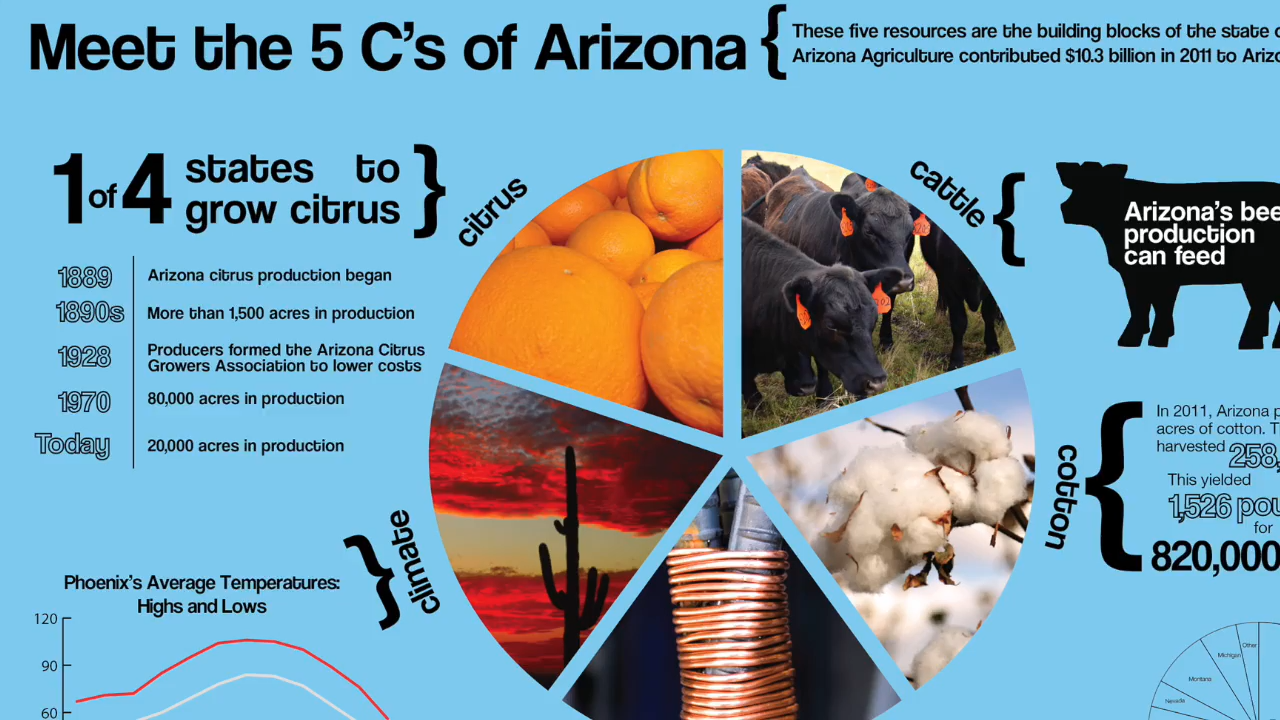 Meet the 5 C's of Arizona {
These five resources are the building blocks of the state
Arizona Agriculture contributed $10.3 billion in 2011 to
1 of 4 states to
grow citrus }
citrus
1889 Arizona citrus production began
1890s More than 1,500 acres in production
1928 Producers formed the Arizona Citrus
Growers Association to lower costs
1970 80,000 acres in production
Today 20,000 acres in production
cattle {
Arizona's
production
can feed
cotton {
In 2011, Arizona
acres of cotton.
harvested 258,
This yielded
1,526
for
820,000
climate }
Phoenix's Average Temperatures:
Highs and Lows
120
90
60
Other
Michigan
Montana
Nevada